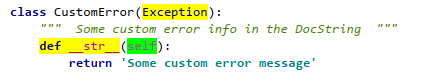 class CustomError(Exception):
    """  Some custom error info in the DocString  """
    def __str__(self):
        return 'Some custom error message'